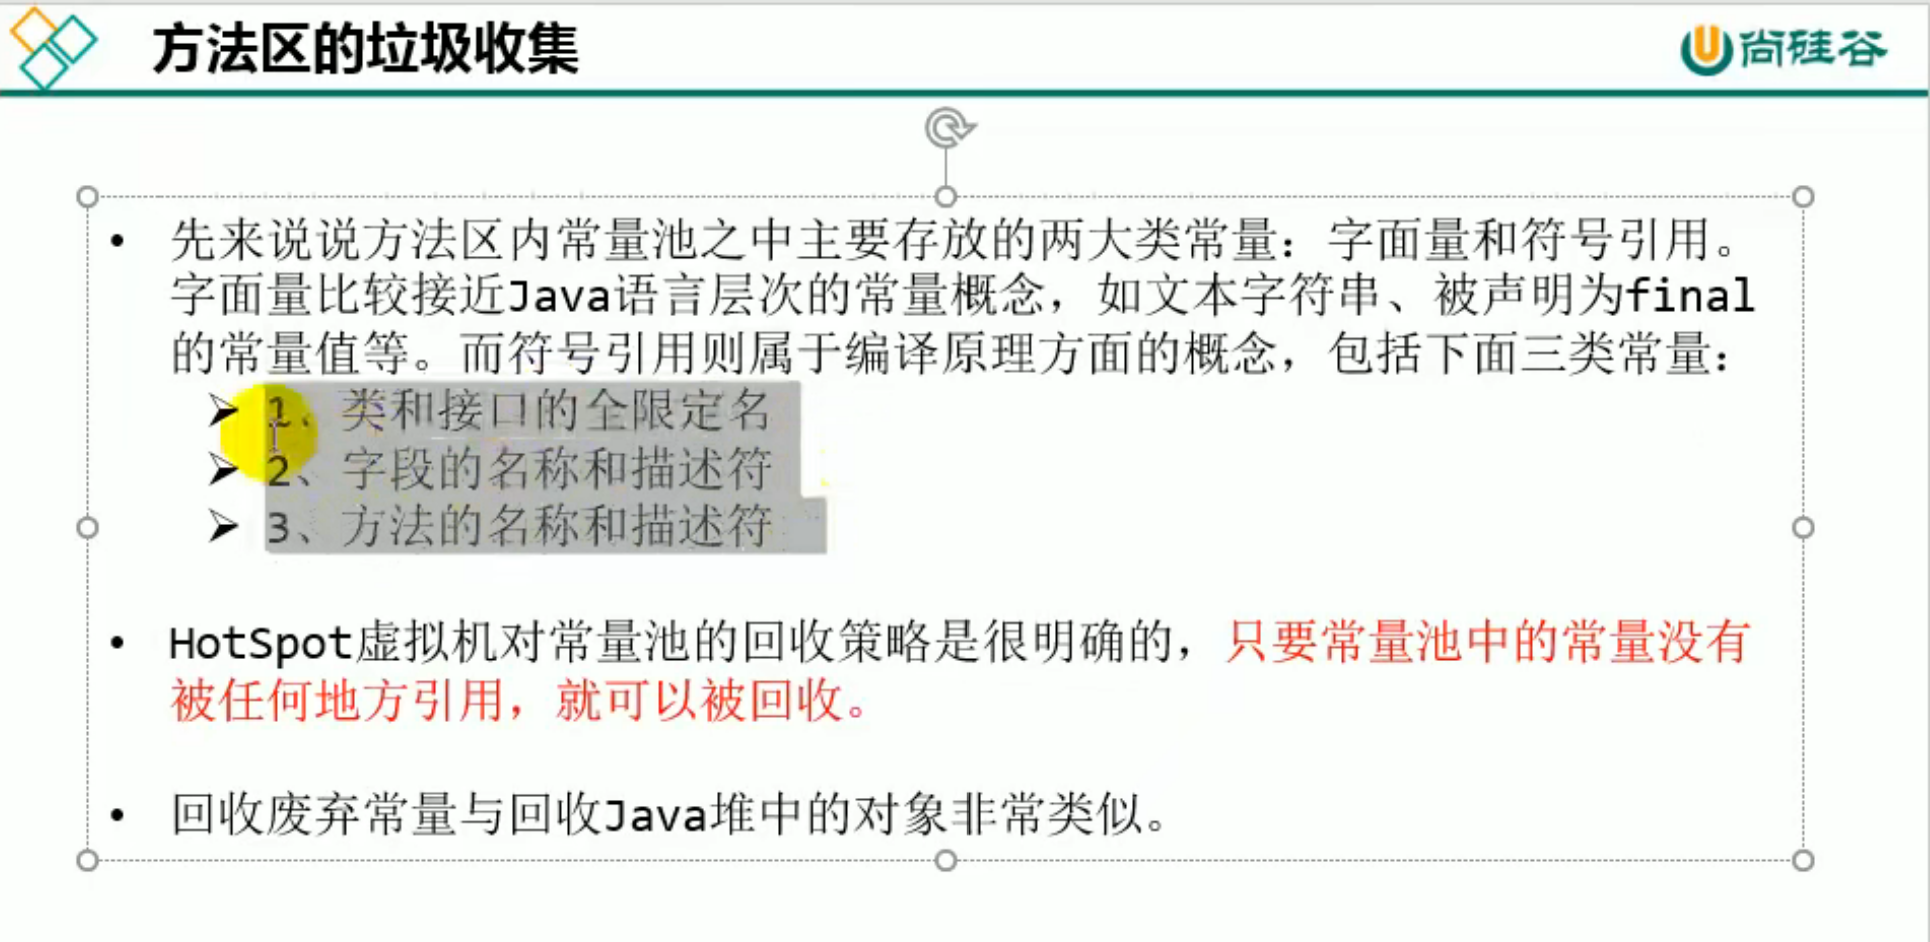 方法区的垃圾收集
尚硅谷
• 先来说说方法区内常量池之中主要存放的两大类常量：字面量和符号引用。
字面量比较接近Java语言层次的常量概念，如文本字符串、被声明为final
的常量值等。而符号引用则属于编译原理方面的概念，包括下面三类常量：
➢ 1、类和接口的全限定名
➢ 2、字段的名称和描述符
➢ 3、方法的名称和描述符
• HotSpot虚拟机对常量池的回收策略是很明确的，只要常量池中的常量没有
被任何地方引用，就可以被回收。
• 回收废弃常量与回收Java堆中的对象非常类似。